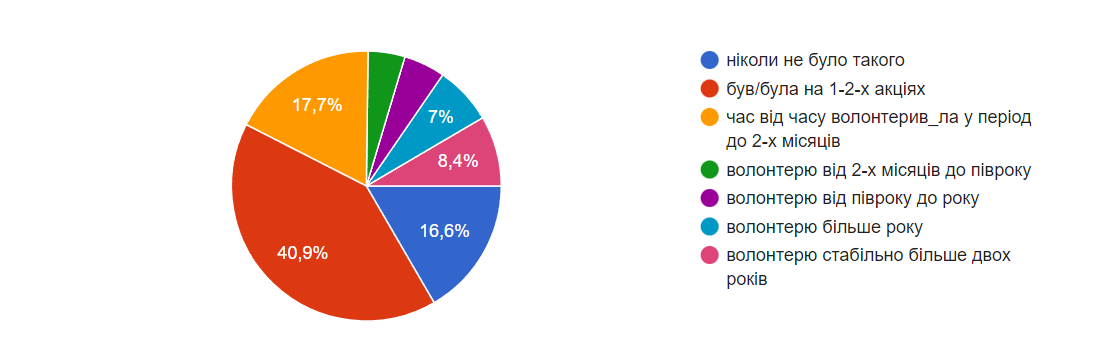 17,7%
7%
8,4%
16,6%
40,9%
ніколи не було такого
був/була на 1-2-х акціях
час від часу волонтерив_ла у період
до 2-х місяців
волонтерю від 2-х місяців до півроку
волонтерю від півроку до року
волонтерю більше року
волонтерю стабільно більше двох
років